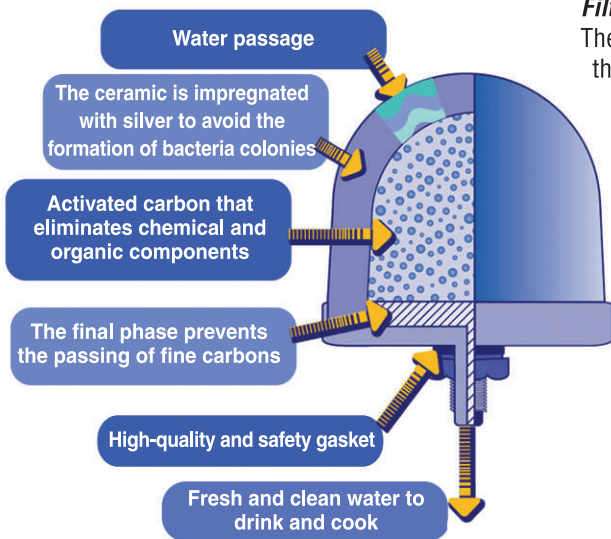 Water passage
The ceramic is impregnated
with silver to avoid the
formation of bacteria colonies
Activated carbon that
eliminates chemical and
organic components
The final phase prevents
the passing of fine carbons
High-quality and safety gasket
Fresh and clean water to
drink and cook
The